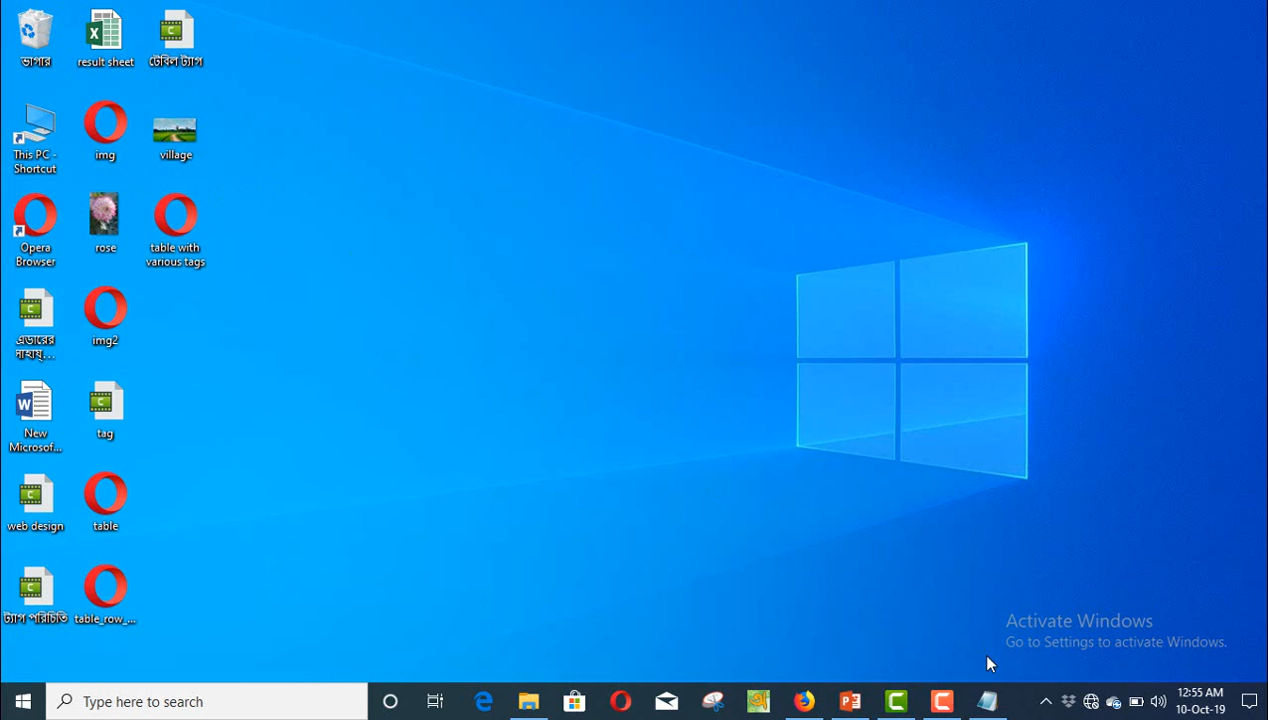 ভাগার
result sheet
টেবিল ট্যাগ
This PC -
Shortcut
img
village
Opera
Browser
rose
table with
various tags
এডারের
সাহায্...
img2
New
Microsof...
tag
web design
table
ট্যাগ পরিচিতি
table_row_...
Activate Windows
Go to Settings to activate Windows.
Type here to search
12:55 AM
10-Oct-19